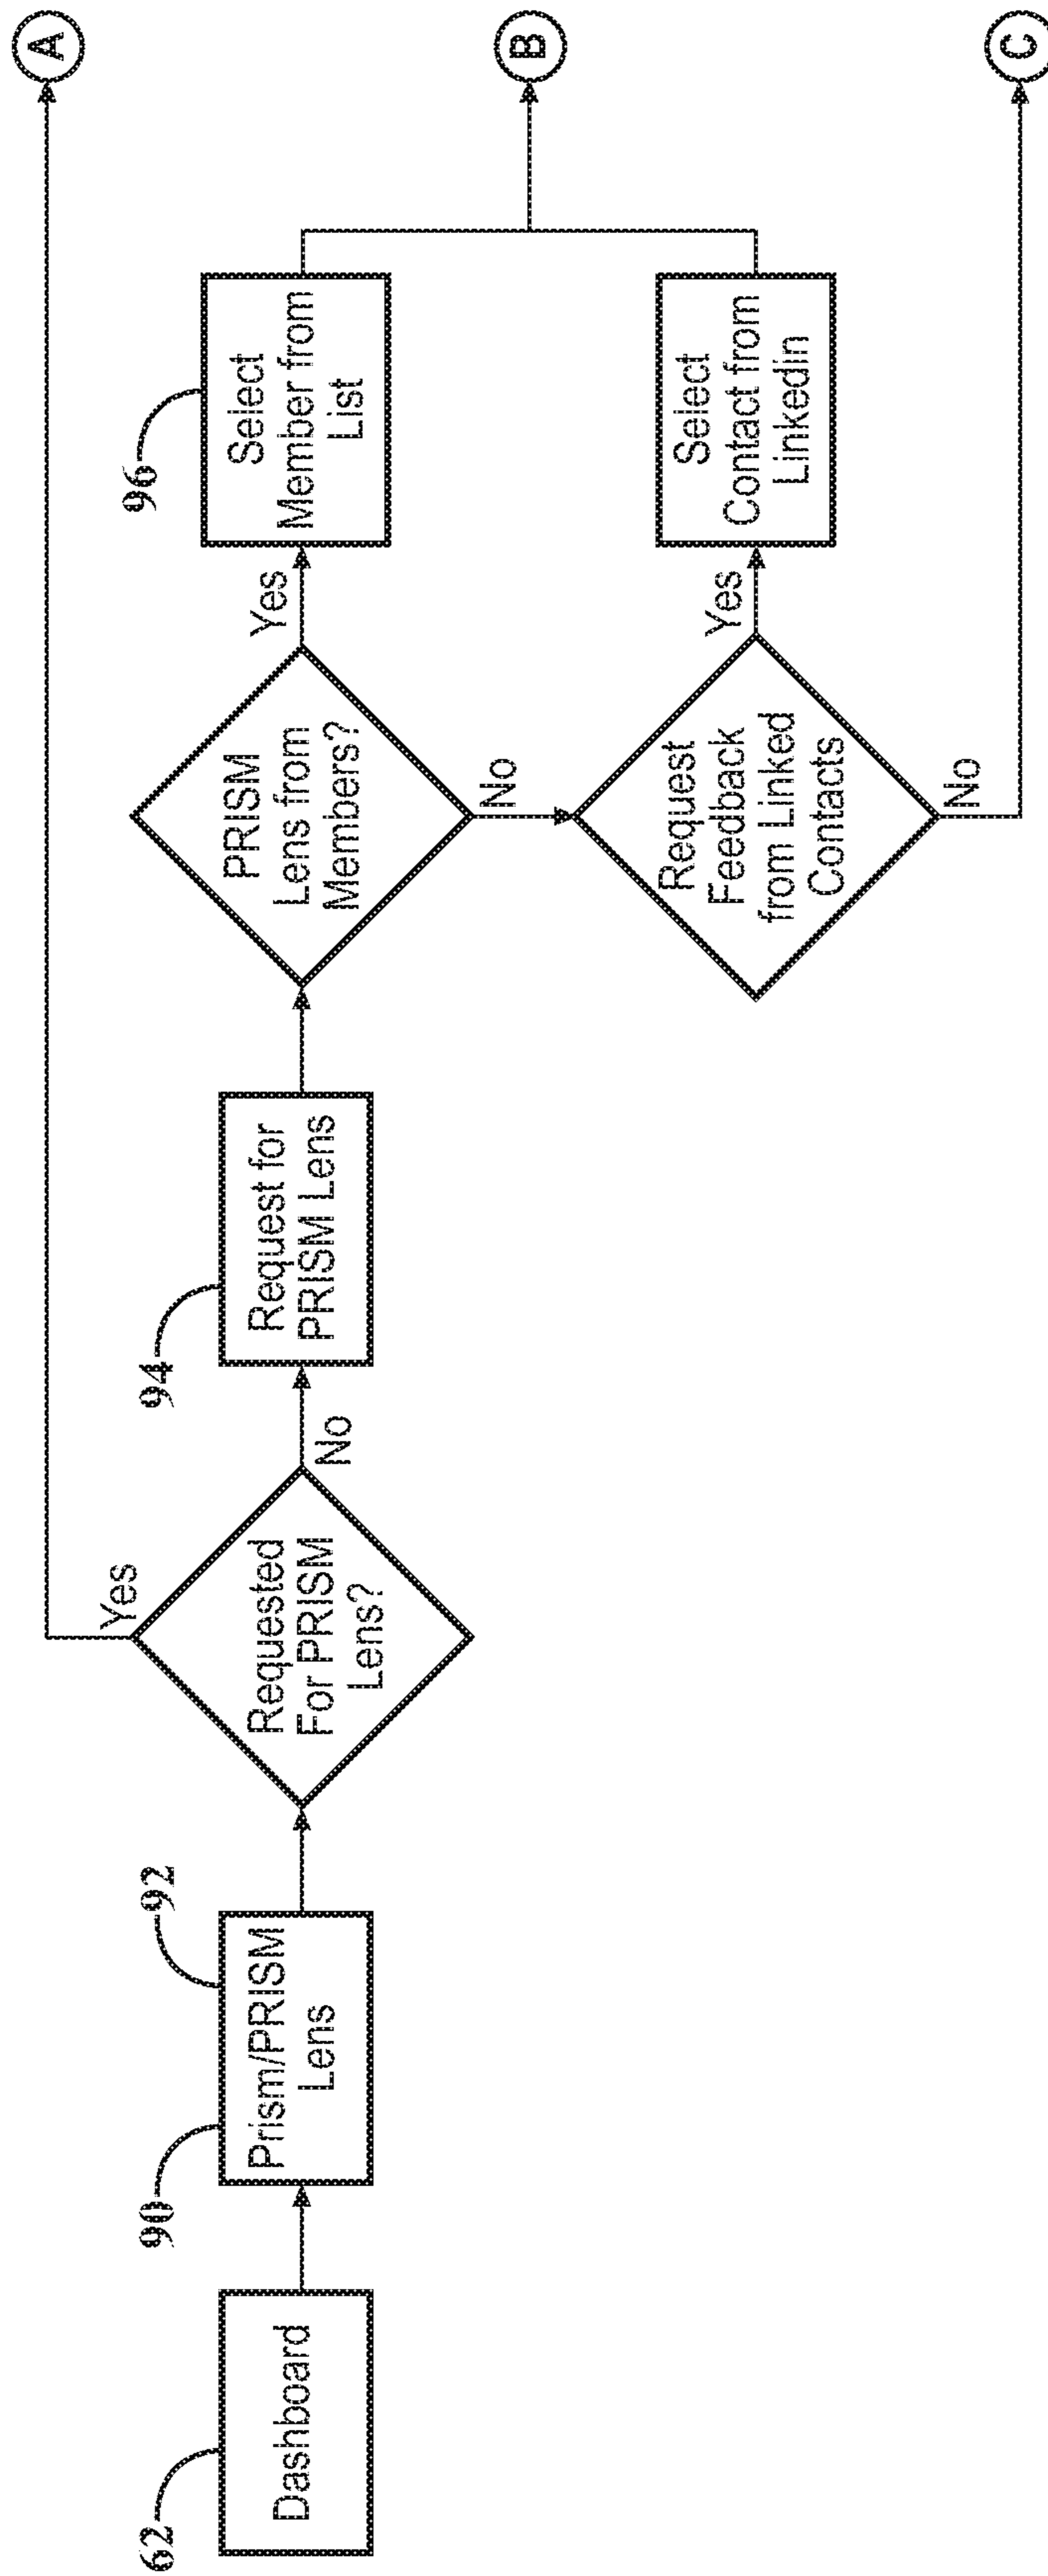 62
Dashboard
90
92
Prism/PRISM
Lens
Requested
For PRISM
Lens?
Yes
No
94
Request for
PRISM Lens
PRISM
Lens from
Members?
Yes
No
96
Select
Member from
List
Request
Feedback
from Linked
Contacts
Yes
No
Select
Contact from
Linkedin
A
B
C